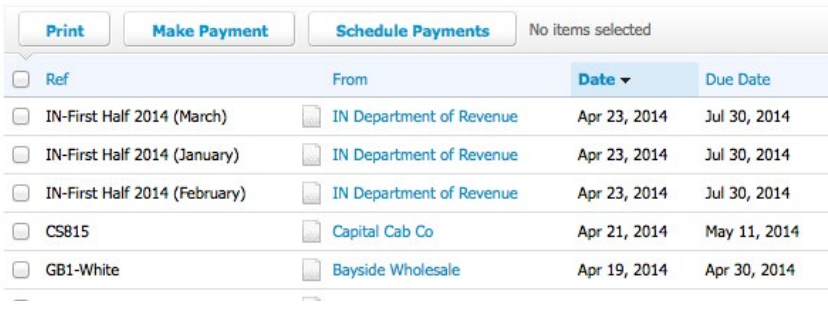 Print Make Payment Schedule Payments No items selected
Ref From Date Due Date
IN-First Half 2014 (March) IN Department of Revenue Apr 23, 2014 Jul 30, 2014
IN-First Half 2014 (January) IN Department of Revenue Apr 23, 2014 Jul 30, 2014
IN-First Half 2014 (February) IN Department of Revenue Apr 23, 2014 Jul 30, 2014
CS815 Capital Cab Co Apr 21, 2014 May 11, 2014
GB1-White Bayside Wholesale Apr 19, 2014 Apr 30, 2014